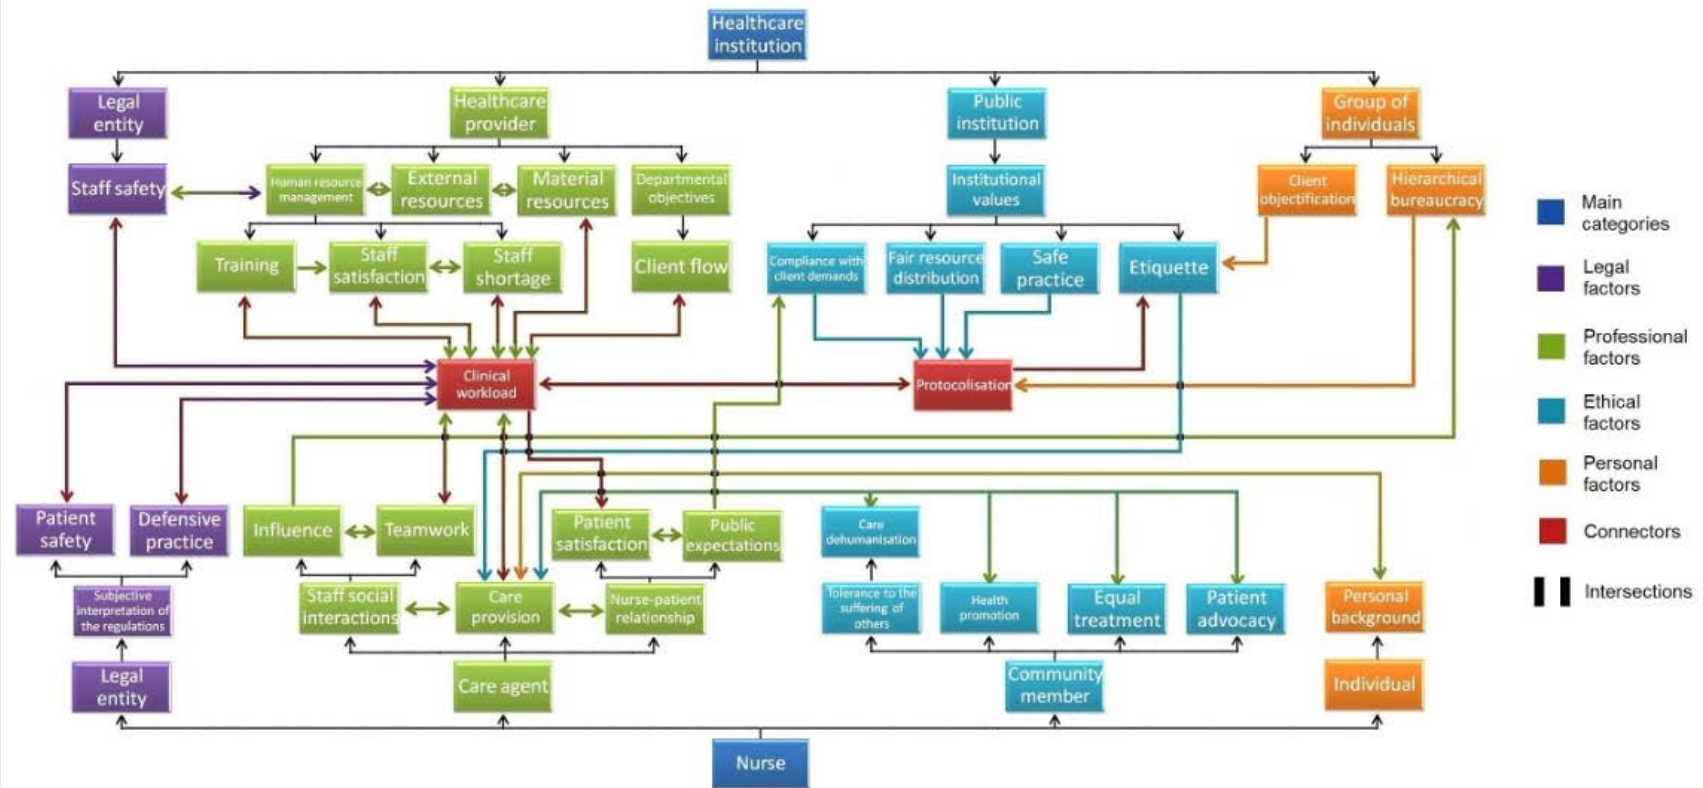 Healthcare
institution
Legal
entity
Healthcare
provider
Public
institution
Group of
individuals
Staff safety
Human resource
management
External
resources
Material
resources
Departmental
objectives
Institutional
values
Client
objectification
Hierarchical
bureaucracy
Training
Staff
satisfaction
Staff
shortage
Client flow
Compliance with
client demands
Fair resource
distribution
Safe
practice
Etiquette
Clinical
workload
Protocolisation
Patient
safety
Defensive
practice
Influence
Teamwork
Patient
satisfaction
Public
expectations
Care
dehumanisation
Subjective
interpretation of
the regulations
Staff social
interactions
Care
provision
Nurse-patient
relationship
Tolerance to the
suffering of
others
Health
promotion
Equal
treatment
Patient
advocacy
Personal
background
Legal
entity
Care agent
Community
member
Individual
Nurse
Main
categories
Legal
factors
Professional
factors
Ethical
factors
Personal
factors
Connectors
Intersections